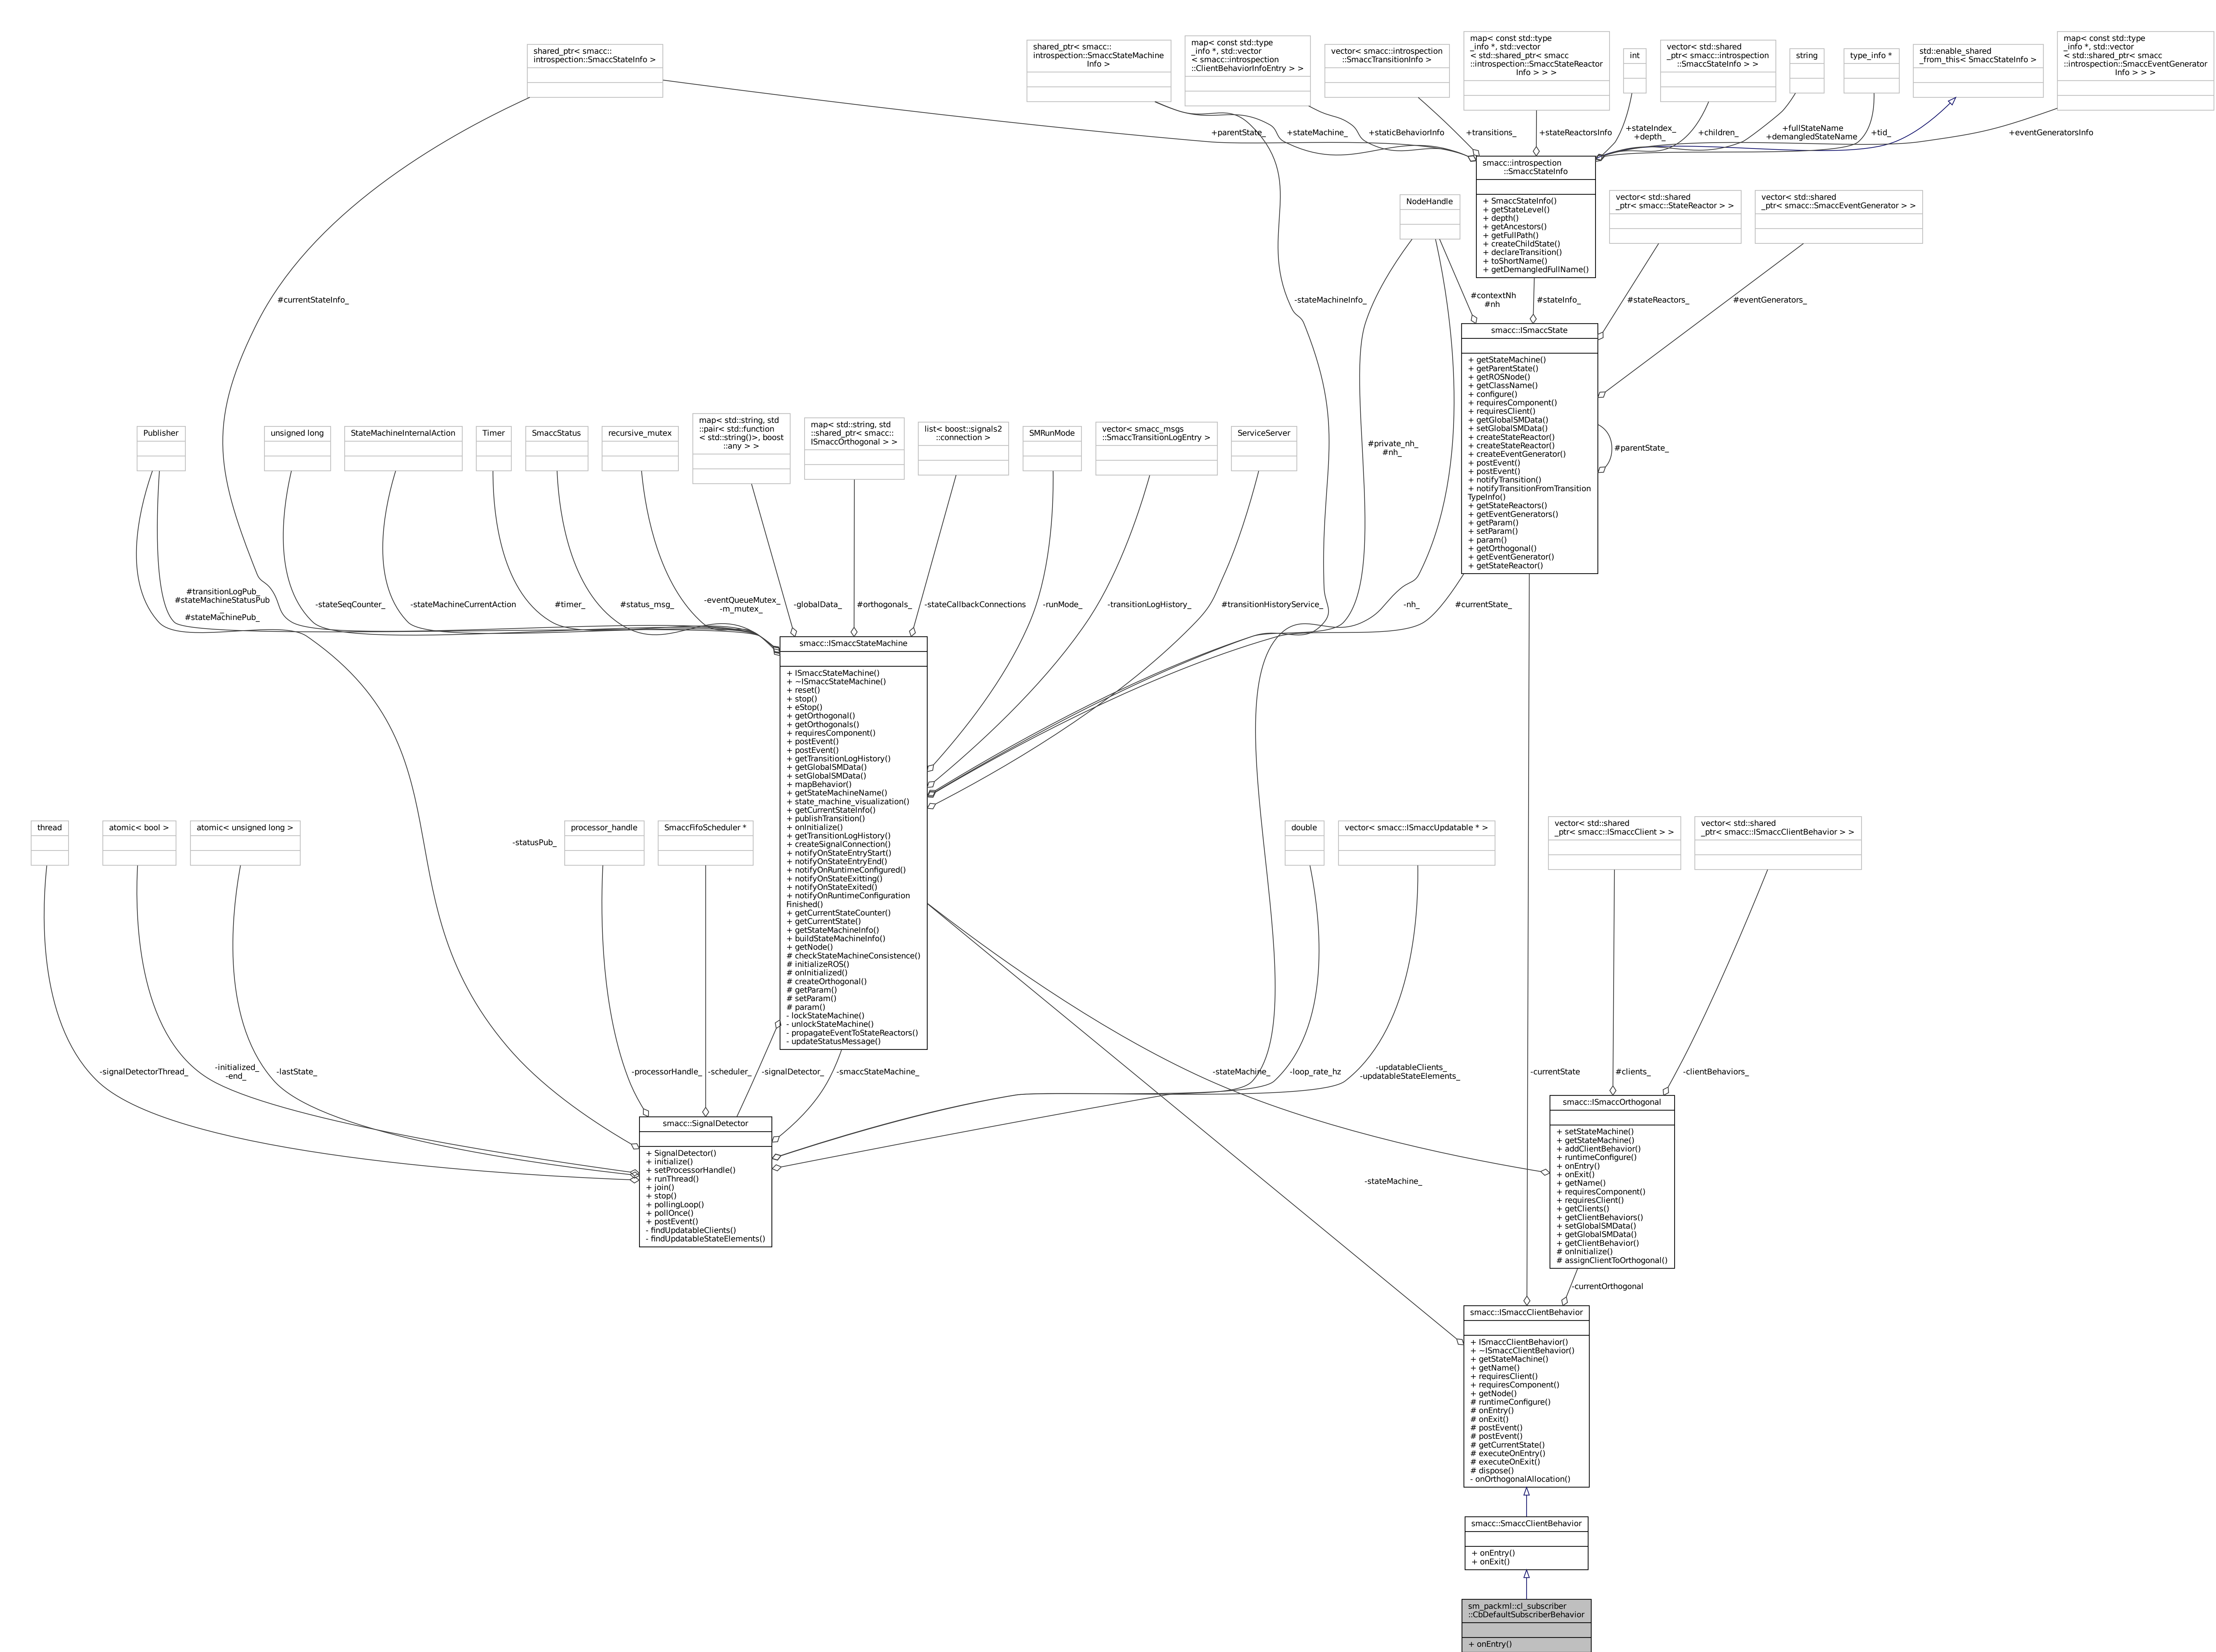 shared_ptr< smacc::
introspection::SmaccStateInfo >
shared_ptr< smacc::
introspection::SmaccStateMachine
Info >
map< const std::type
_info *, std::vector
< smacc::introspection
::ClientBehaviorInfoEntry > >
vector< smacc::introspection
::SmaccTransitionInfo >
map< const std::type
_info *, std::vector
< std::shared_ptr< smacc
::introspection::SmaccStateReactor
Info > > >
int
vector< std::shared
_ptr< smacc::introspection
::SmaccStateInfo > >
string
type_info *
std::enable_shared
_from_this< SmaccStateInfo >
map< const std::type
_info *, std::vector
< std::shared_ptr< smacc
::introspection::SmaccEventGenerator
Info > > >
+parentState_
+stateMachine_
+staticBehaviorInfo
+transitions_
+stateReactorsInfo
+stateIndex_
+depth_
+children_
+fullStateName
+demangledStateName
+tid_
+eventGeneratorsInfo
smacc::introspection
::SmaccStateInfo
+ SmaccStateInfo()
+ getStateLevel()
+ depth()
+ getAncestors()
+ getFullPath()
+ createChildState()
+ declareTransition()
+ toShortName()
+ getDemangledFullName()
NodeHandle
vector< std::shared
_ptr< smacc::StateReactor > >
vector< std::shared
_ptr< smacc::SmaccEventGenerator > >
#currentStateInfo_
-stateMachineInfo_
#contextNh
#nh
#stateInfo_
#stateReactors_
#eventGenerators_
smacc::ISmaccState
+ getStateMachine()
+ getParentState()
+ getROSNode()
+ getClassName()
+ configure()
+ requiresComponent()
+ requiresClient()
+ getGlobalSMData()
+ setGlobalSMData()
+ createStateReactor()
+ createStateReactor()
+ createEventGenerator()
+ postEvent()
+ postEvent()
+ notifyTransition()
+ notifyTransitionFromTransition
TypeInfo()
+ getStateReactors()
+ getEventGenerators()
+ getParam()
+ setParam()
+ param()
+ getOrthogonal()
+ getEventGenerator()
+ getStateReactor()
#parentState_
#private_nh_
#nh_
Publisher
unsigned long
StateMachineInternalAction
Timer
SmaccStatus
recursive_mutex
map< std::string, std
::pair< std::function
< std::string()>, boost
::any > >
map< std::string, std
::shared_ptr< smacc::
ISmaccOrthogonal > >
list< boost::signals2
::connection >
SMRunMode
vector< smacc_msgs
::SmaccTransitionLogEntry >
ServiceServer
#transitionLogPub_
#stateMachineStatusPub
_
#stateMachinePub_
-stateSeqCounter_
-stateMachineCurrentAction
#timer_
#status_msg_
-eventQueueMutex_
-m_mutex_
-globalData_
#orthogonals_
-stateCallbackConnections
-runMode_
-transitionLogHistory_
#transitionHistoryService_
-nh_
#currentState_
smacc::ISmaccStateMachine
+ ISmaccStateMachine()
+ ~ISmaccStateMachine()
+ reset()
+ stop()
+ eStop()
+ getOrthogonal()
+ getOrthogonals()
+ requiresComponent()
+ postEvent()
+ postEvent()
+ getTransitionLogHistory()
+ getGlobalSMData()
+ setGlobalSMData()
+ mapBehavior()
+ getStateMachineName()
+ state_machine_visualization()
+ getCurrentStateInfo()
+ publishTransition()
+ onInitialize()
+ getTransitionLogHistory()
+ createSignalConnection()
+ notifyOnStateEntryStart()
+ notifyOnStateEntryEnd()
+ notifyOnRuntimeConfigured()
+ notifyOnStateExitting()
+ notifyOnStateExited()
+ notifyOnRuntimeConfiguration
Finished()
+ getCurrentStateCounter()
+ getCurrentState()
+ getStateMachineInfo()
+ buildStateMachineInfo()
+ getNode()
# checkStateMachineConsistence()
# initializeROS()
# onInitialized()
# createOrthogonal()
# getParam()
# setParam()
# param()
- lockStateMachine()
- unlockStateMachine()
- propagateEventToStateReactors()
- updateStatusMessage()
thread
atomic< bool >
atomic< unsigned long >
-statusPub_
processor_handle
SmaccFifoScheduler *
double
vector< smacc::ISmaccUpdatable * >
vector< std::shared
_ptr< smacc::ISmaccClient > >
vector< std::shared
_ptr< smacc::ISmaccClientBehavior > >
-signalDetectorThread_
-initialized_
-end_
-lastState_
-processorHandle_
-scheduler_
-signalDetector_
-smaccStateMachine_
-stateMachine_
-loop_rate_hz
-updatableClients_
-updatableStateElements_
-currentState
#clients_
-clientBehaviors_
smacc::SignalDetector
+ SignalDetector()
+ initialize()
+ setProcessorHandle()
+ runThread()
+ join()
+ stop()
+ pollingLoop()
+ pollOnce()
+ postEvent()
- findUpdatableClients()
- findUpdatableStateElements()
smacc::ISmaccOrthogonal
+ setStateMachine()
+ getStateMachine()
+ addClientBehavior()
+ runtimeConfigure()
+ onEntry()
+ onExit()
+ getName()
+ requiresComponent()
+ requiresClient()
+ getClients()
+ getClientBehaviors()
+ setGlobalSMData()
+ getGlobalSMData()
+ getClientBehavior()
# onInitialize()
# assignClientToOrthogonal()
-stateMachine_
-currentOrthogonal
smacc::ISmaccClientBehavior
+ ISmaccClientBehavior()
+ ~ISmaccClientBehavior()
+ getStateMachine()
+ getName()
+ requiresClient()
+ requiresComponent()
+ getNode()
# runtimeConfigure()
# onEntry()
# onExit()
# postEvent()
# postEvent()
# getCurrentState()
# executeOnEntry()
# executeOnExit()
# dispose()
- onOrthogonalAllocation()
smacc::SmaccClientBehavior
+ onEntry()
+ onExit()
sm_packml::cl_subscriber
::CbDefaultSubscriberBehavior
+ onEntry()